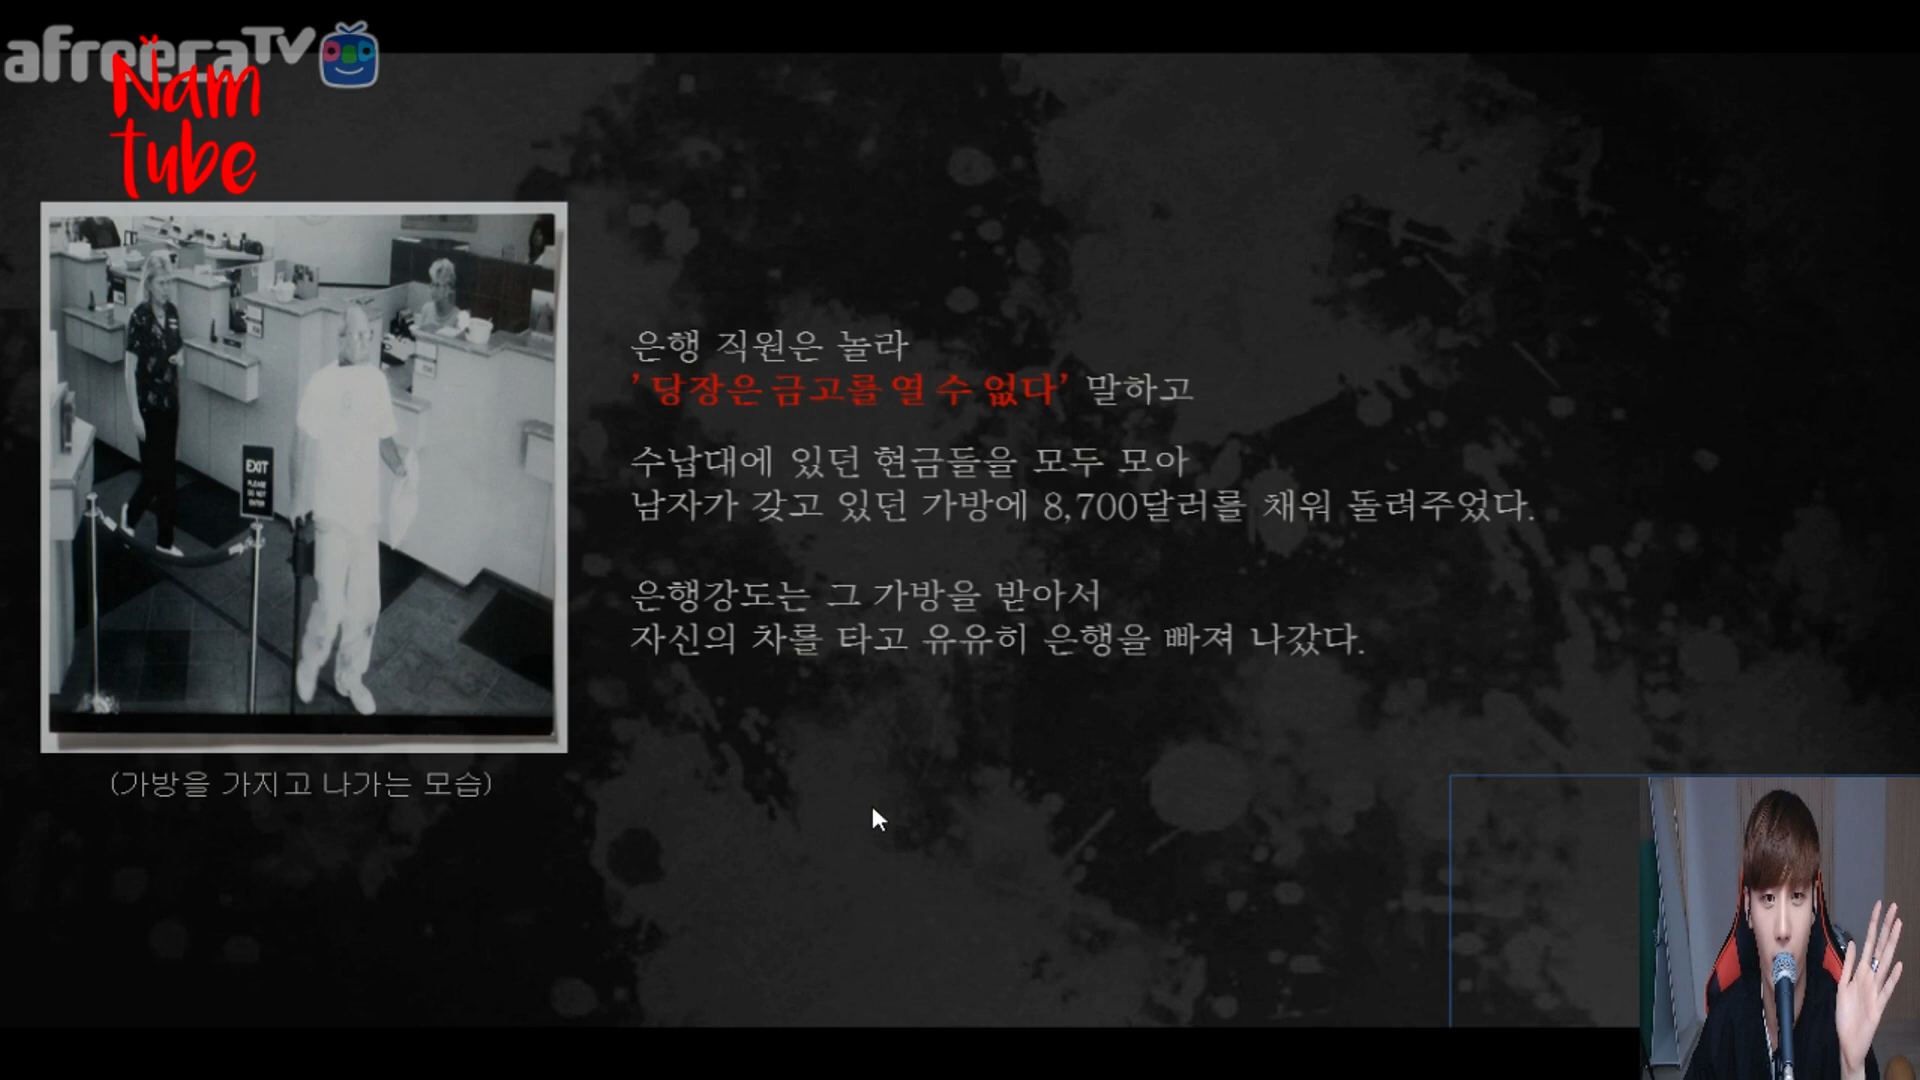 afreecaTV
Nam
tube
EXIT
PLEASE
DO NOT
ENTER
은행 직원은 놀라
'당장은 금고를 열 수 없다' 말하고
수납대에 있던 현금들을 모두 모아
남자가 갖고 있던 가방에 8,700달러를 채워 돌려주었다.
은행강도는 그 가방을 받아서
자신의 차를 타고 유유히 은행을 빠져 나갔다.
(가방을 가지고 나가는 모습)